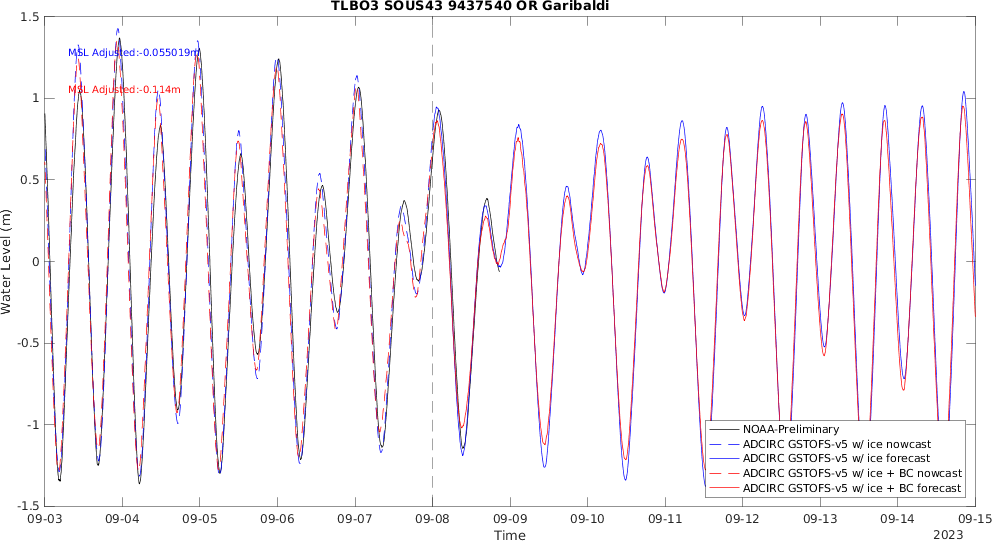 TLBO3 SOUS43 9437540 OR Garibaldi
1.5
1
0.5
0
-0.5
-1
-1.5
Water Level (m)
MSL Adjusted:-0.055019m
MSL Adjusted:-0.114m
NOAA-Preliminary
ADCIRC GSTOFS-v5 w/ ice nowcast
ADCIRC GSTOFS-v5 w/ ice forecast
ADCIRC GSTOFS-v5 w/ ice + BC nowcast
ADCIRC GSTOFS-v5 w/ ice + BC forecast
09-03 09-04 09-05 09-06 09-07 09-08 09-09 09-10 09-11 09-12 09-13 09-14 09-15
Time
2023